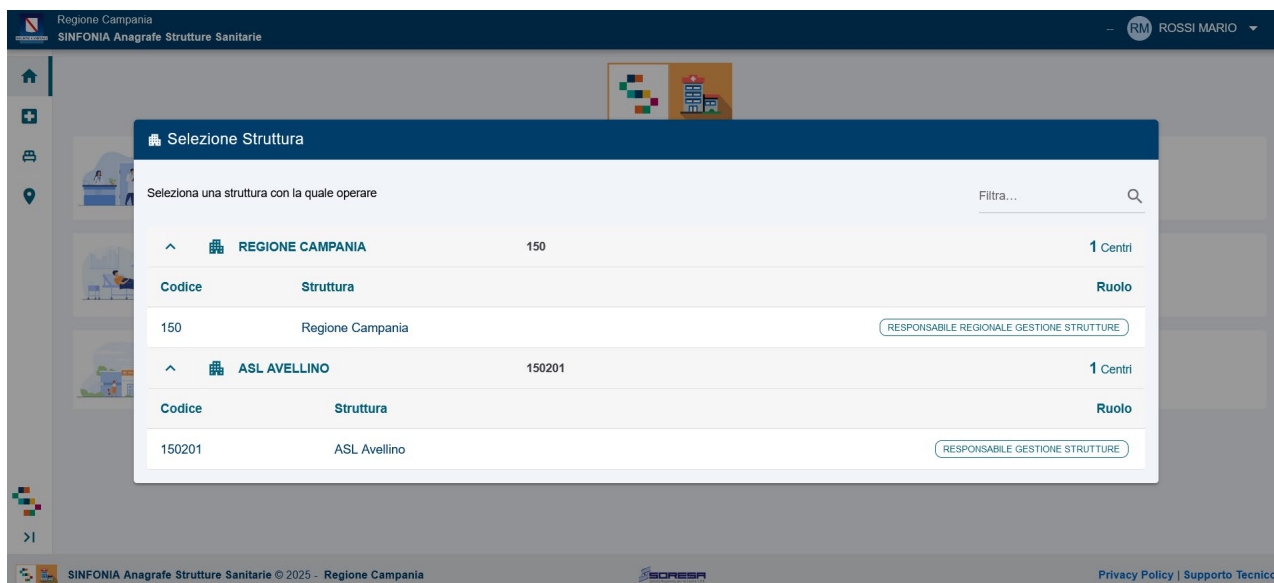 Regione Campania
SINFONIA Anagrafe Strutture Sanitarie
-- RM ROSSI MARIO
Selezione Struttura
Seleziona una struttura con la quale operare
Filtra...
REGIONE CAMPANIA 150 1 Centri
Codice Struttura Ruolo
150 Regione Campania RESPONSABILE REGIONALE GESTIONE STRUTTURE
ASL AVELLINO 150201 1 Centri
Codice Struttura Ruolo
150201 ASL Avellino RESPONSABILE GESTIONE STRUTTURE
SINFONIA Anagrafe Strutture Sanitarie © 2025 - Regione Campania SORESA Privacy Policy | Supporto Tecnico